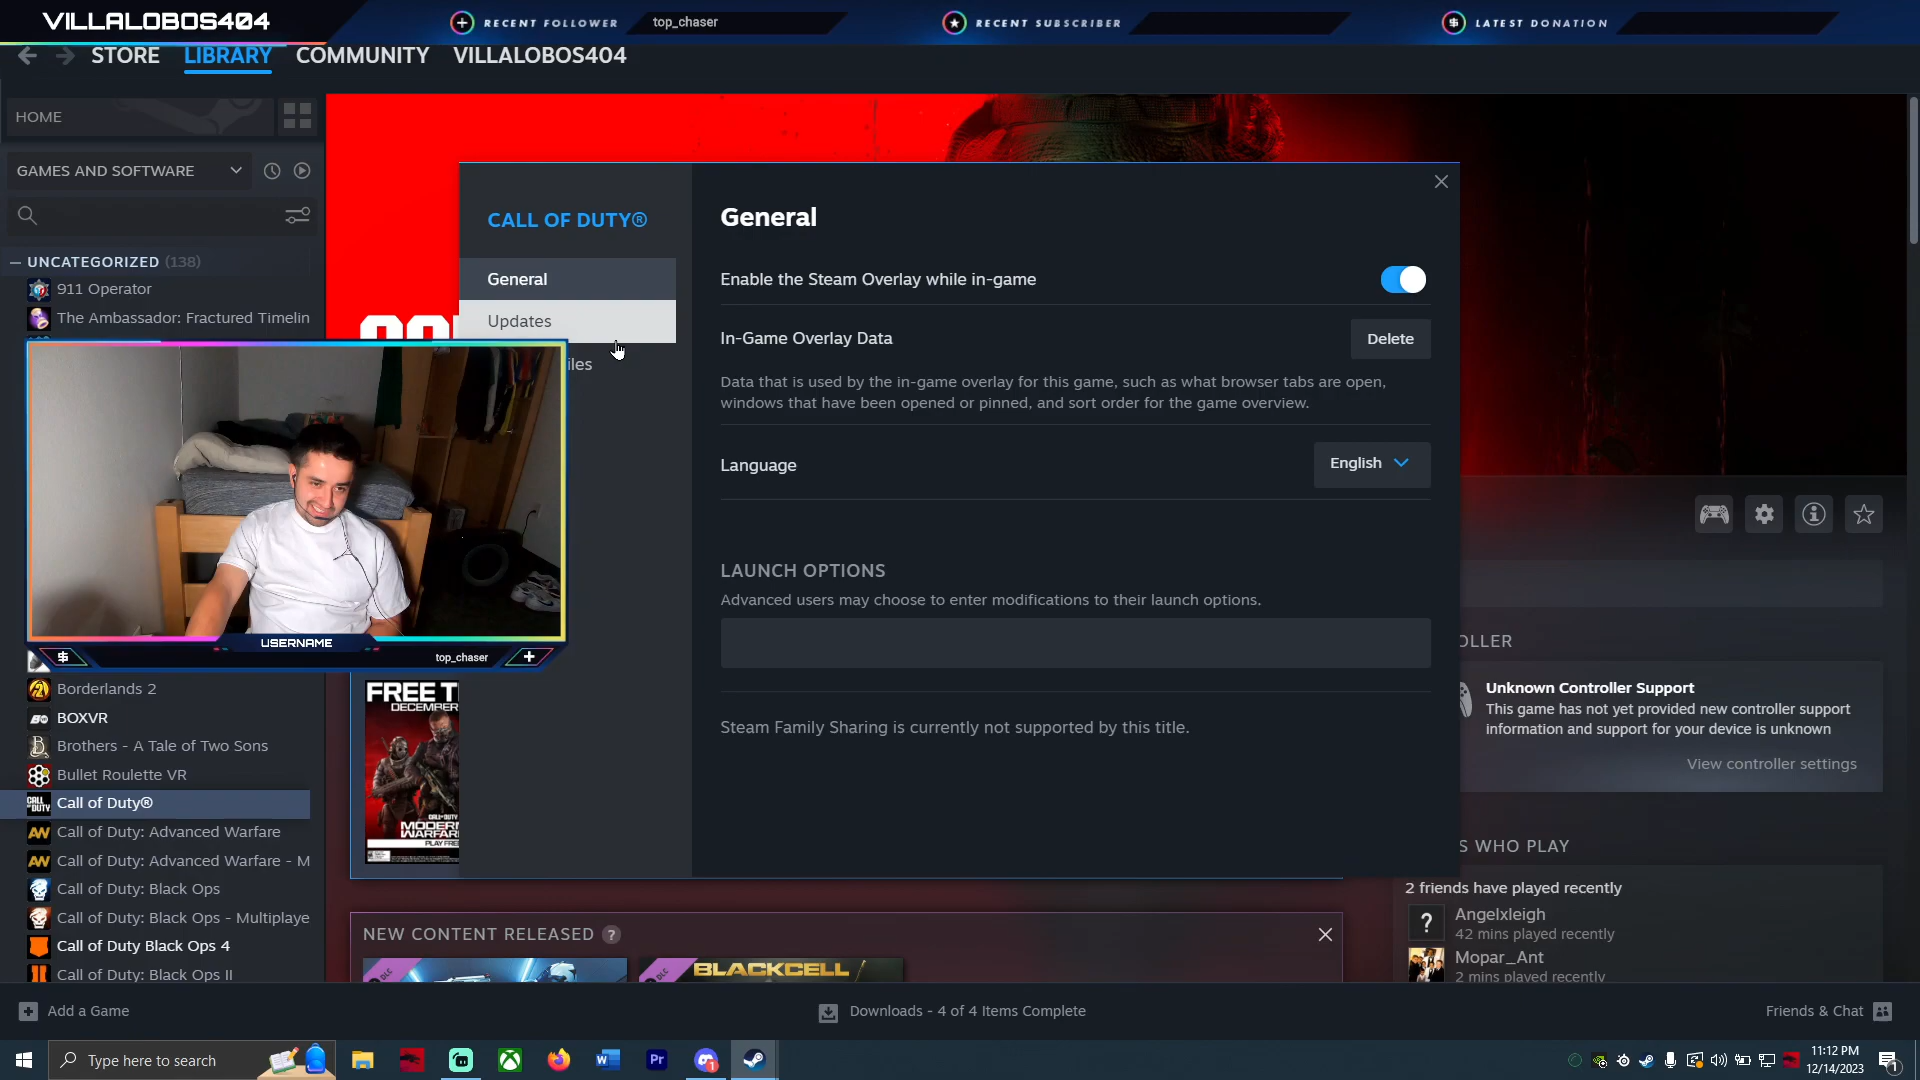 VILLALOBOS404
RECENT FOLLOWER
top_chaser
RECENT SUBSCRIBER
LATEST DONATION
STORE
LIBRARY
COMMUNITY
VILLALOBOS404
HOME
GAMES AND SOFTWARE
UNCATEGORIZED (138)
911 Operator
The Ambassador: Fractured Timelin
CALL OF DUTY®
General
Updates
iles
General
Enable the Steam Overlay while in-game
In-Game Overlay Data
Delete
Data that is used by the in-game overlay for this game, such as what browser tabs are open,
windows that have been opened or pinned, and sort order for the game overview.
Language
English
LAUNCH OPTIONS
Advanced users may choose to enter modifications to their launch options.
Steam Family Sharing is currently not supported by this title.
USERNAME
top_chaser
Borderlands 2
BOXVR
Brothers - A Tale of Two Sons
Bullet Roulette VR
Call of Duty®
Call of Duty: Advanced Warfare
Call of Duty: Advanced Warfare - M
Call of Duty: Black Ops
Call of Duty: Black Ops - Multiplaye
Call of Duty Black Ops 4
Call of Duty: Black Ops II
FREE T
DECEMBER
CALL OF DUTY
MODERN
WARFAR
PLAY FREE
NEW CONTENT RELEASED ?
DLC
DLC
BLACKCELL
OLLER
Unknown Controller Support
This game has not yet provided new controller support
information and support for your device is unknown
View controller settings
S WHO PLAY
2 friends have played recently
Angelxleigh
42 mins played recently
Mopar_Ant
2 mins played recently
Add a Game
Downloads - 4 of 4 Items Complete
Friends & Chat
Type here to search
11:12 PM
12/14/2023